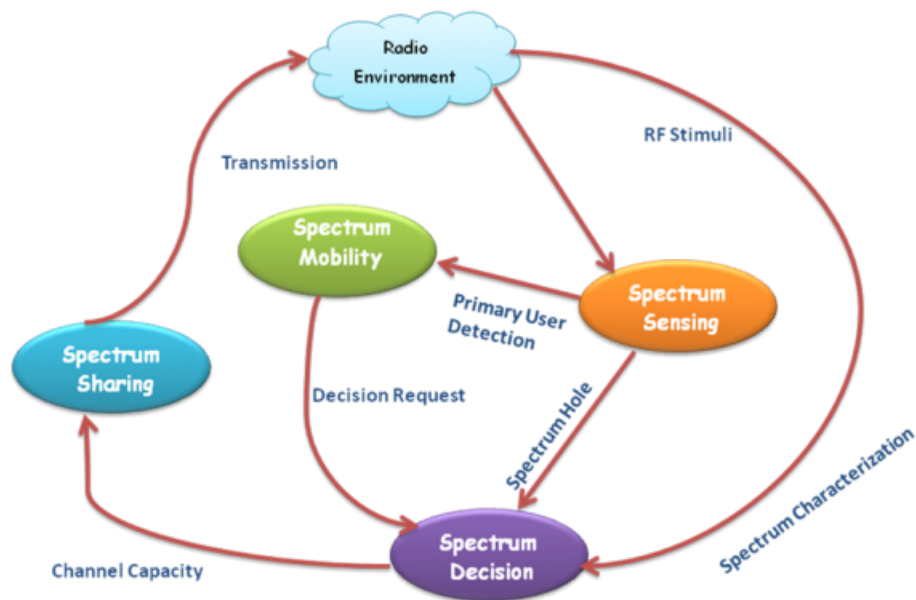 Radio
Environment
RF Stimuli
Transmission
Spectrum
Mobility
Spectrum
Sensing
Primary User
Detection
Spectrum
Sharing
Decision Request
Spectrum Hole
Spectrum Characterization
Spectrum
Decision
Channel Capacity